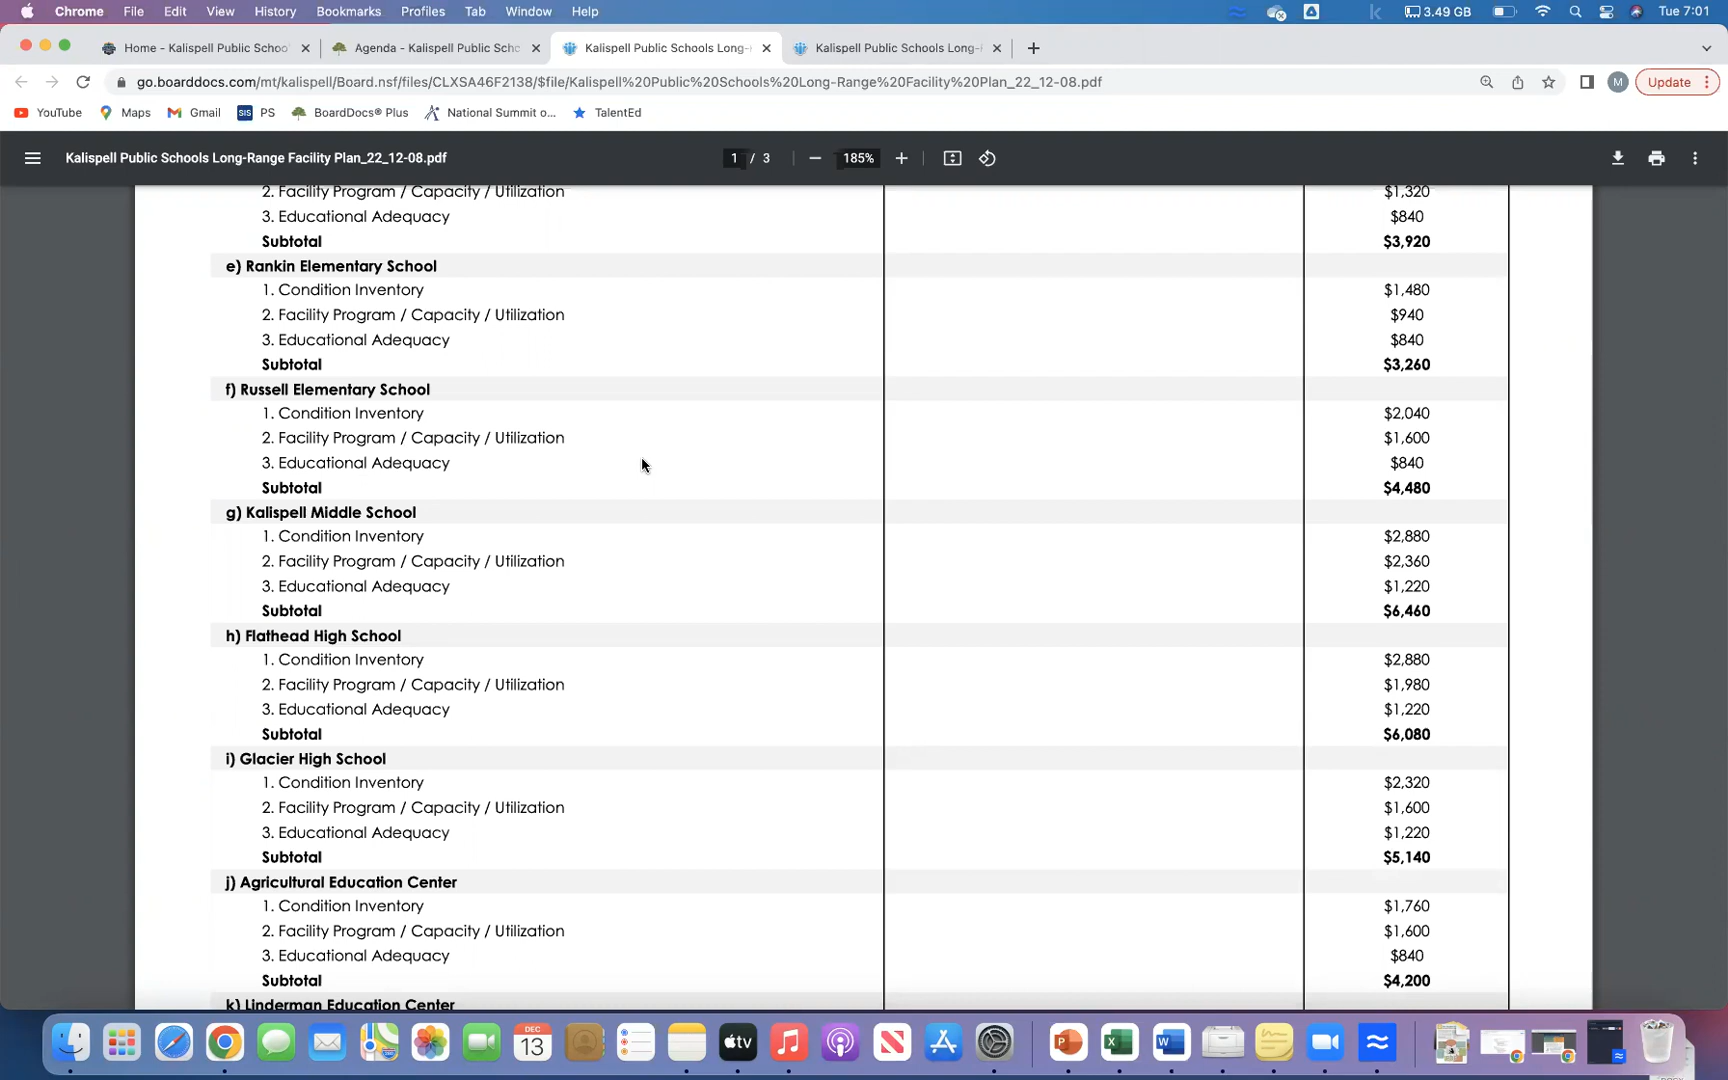 Chrome File Edit View History Bookmarks Profiles Tab Window Help 3.49 GB Tue 7:01
Home - Kalispell Public Schoo Agenda - Kalispell Public Scho Kalispell Public Schools Long- Kalispell Public Schools Long-
go.boarddocs.com/mt/kalispell/Board.nsf/files/CLXSA46F2138/$file/Kalispell%20Public%20Schools%20Long-Range%20Facility%20Plan_22_12-08.pdf M Update
YouTube Maps Gmail SIS PS BoardDocs® Plus National Summit o... TalentEd
Kalispell Public Schools Long-Range Facility Plan_22_12-08.pdf 1 / 3 185%
2. Facility Program / Capacity / Utilization $1,320
3. Educational Adequacy $840
Subtotal $3,920
e) Rankin Elementary School
1. Condition Inventory $1,480
2. Facility Program / Capacity / Utilization $940
3. Educational Adequacy $840
Subtotal $3,260
f) Russell Elementary School
1. Condition Inventory $2,040
2. Facility Program / Capacity / Utilization $1,600
3. Educational Adequacy $840
Subtotal $4,480
g) Kalispell Middle School
1. Condition Inventory $2,880
2. Facility Program / Capacity / Utilization $2,360
3. Educational Adequacy $1,220
Subtotal $6,460
h) Flathead High School
1. Condition Inventory $2,880
2. Facility Program / Capacity / Utilization $1,980
3. Educational Adequacy $1,220
Subtotal $6,080
i) Glacier High School
1. Condition Inventory $2,320
2. Facility Program / Capacity / Utilization $1,600
3. Educational Adequacy $1,220
Subtotal $5,140
j) Agricultural Education Center
1. Condition Inventory $1,760
2. Facility Program / Capacity / Utilization $1,600
3. Educational Adequacy $840
Subtotal $4,200
k) Linderman Education Center
DEC
13
tv